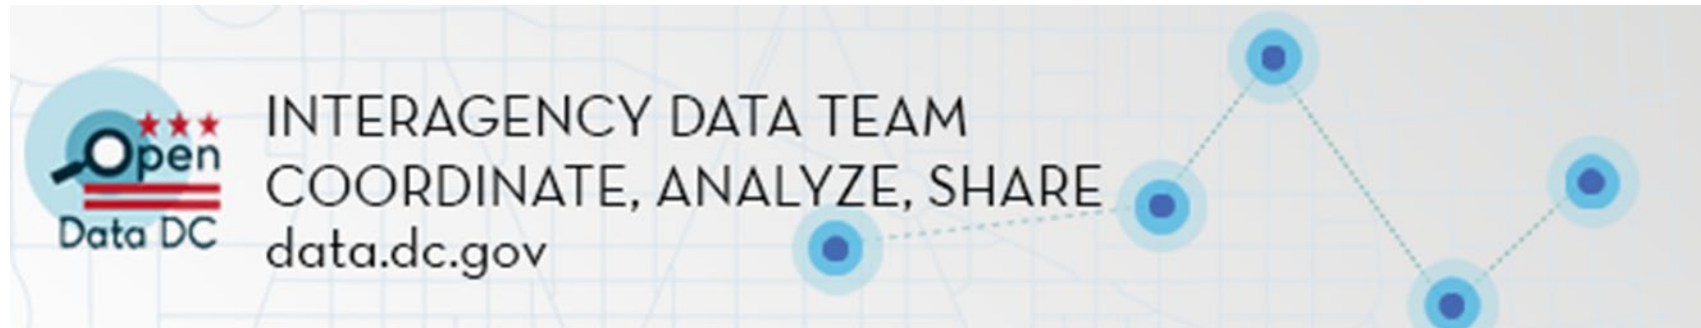 Open
Data DC
INTERAGENCY DATA TEAM
COORDINATE, ANALYZE, SHARE
data.dc.gov